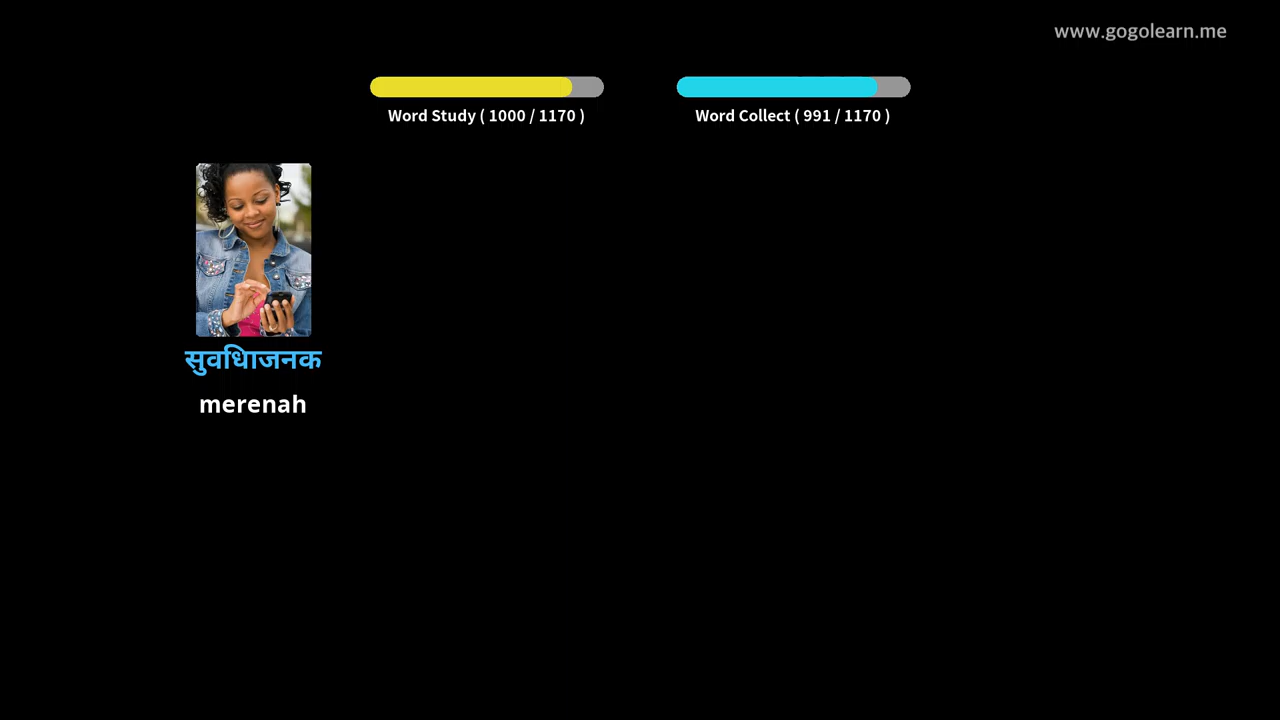 www.gogolearn.me
Word Study ( 1000 / 1170 )
Word Collect ( 991 / 1170 )
सुवधिाजनक
merenah